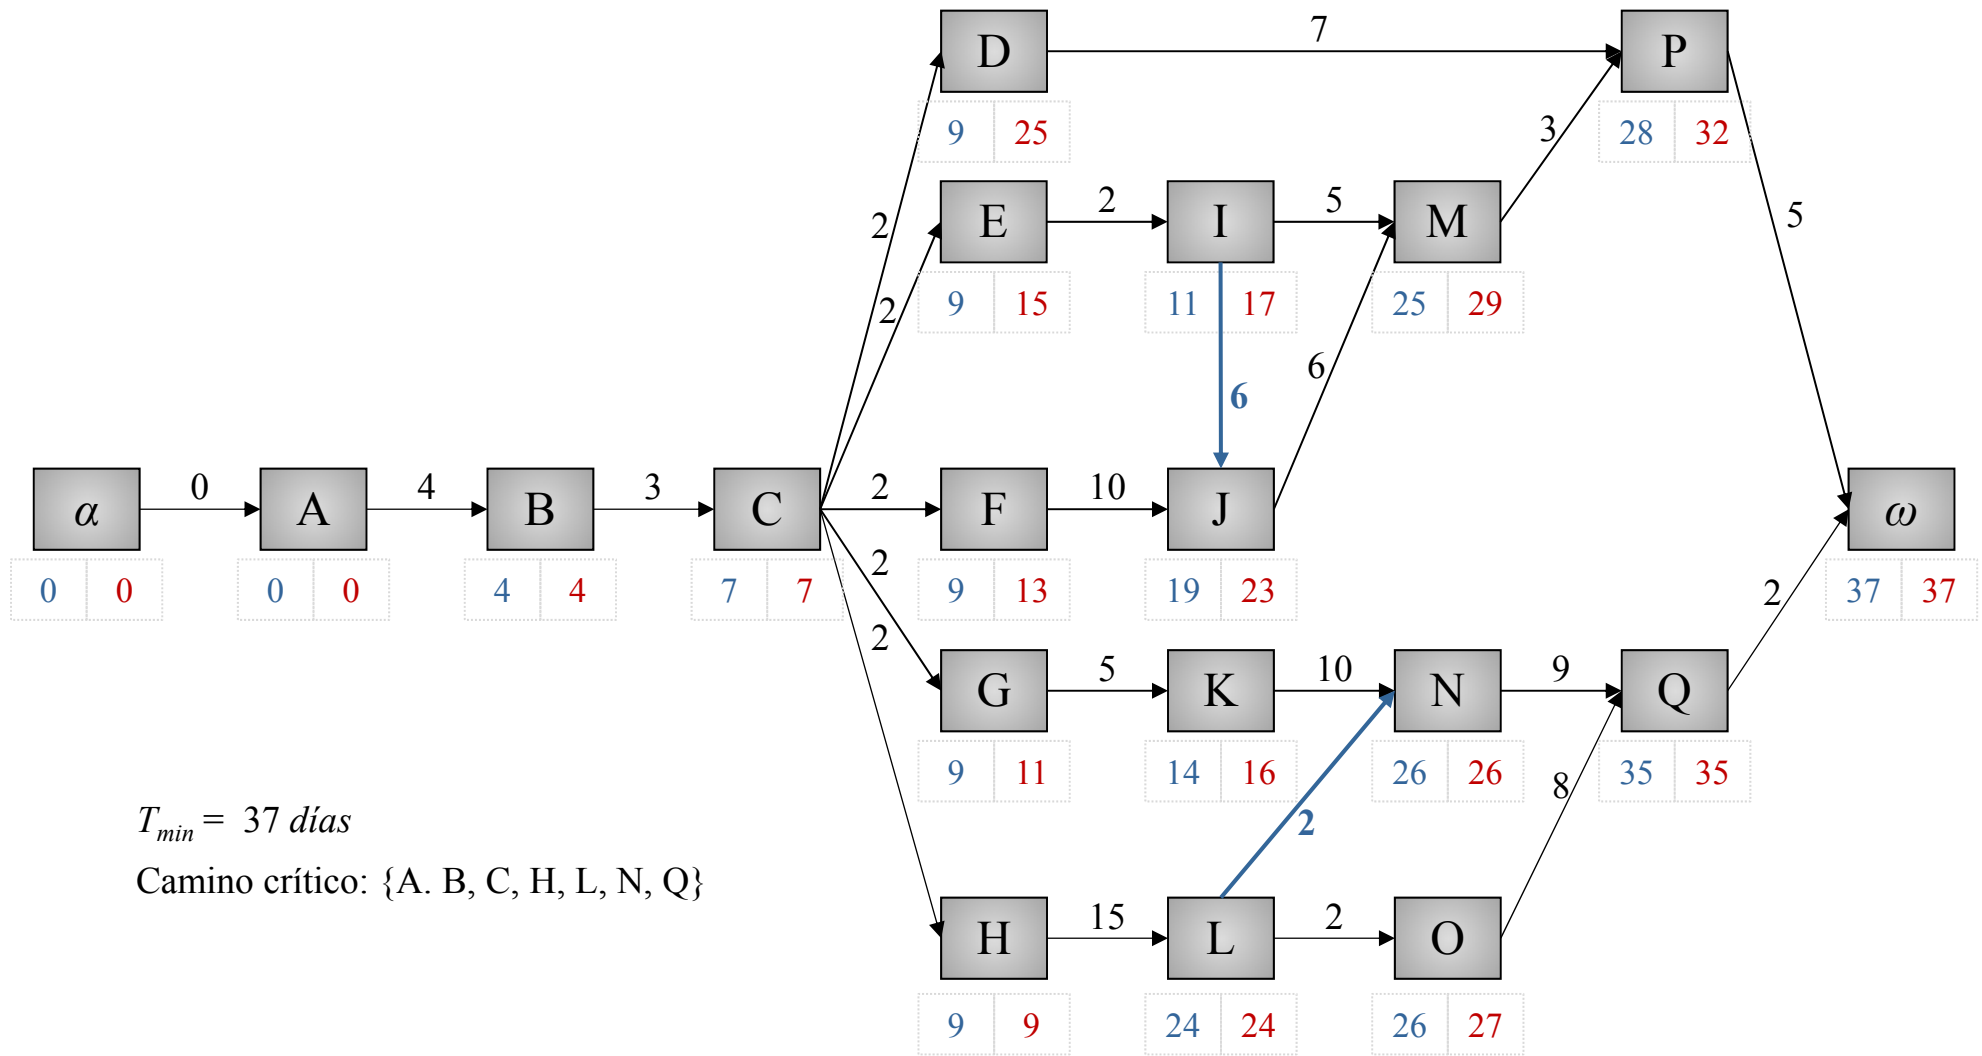 D
7
P
9 25
28 32
3
2
E
2
I
5
M
5
9 15
11 17
25 29
2
6
6
α
0
A
4
B
3
C
2
F
10
J
ω
0 0
0 0
4 4
7 7
2
9 13
19 23
37 37
2
2
G
5
K
10
N
9
Q
9 11
14 16
26 26
35 35
8
2
T min = 37 días
Camino crítico: {A. B, C, H, L, N, Q}
H
15
L
2
O
9 9
24 24
26 27